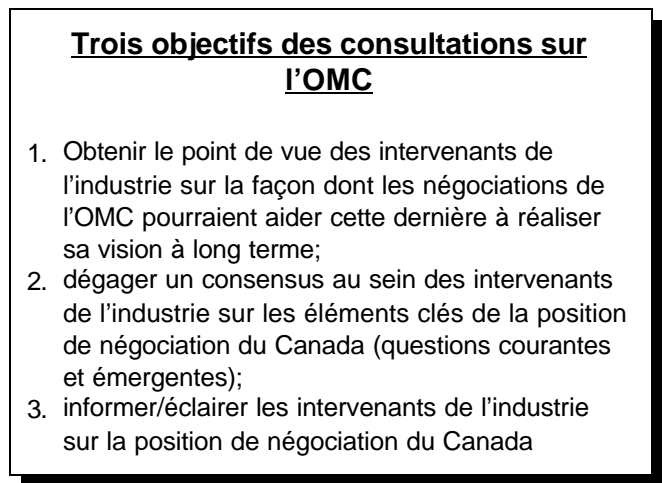 Trois objectifs des consultations sur
l’OMC
1. Obtenir le point de vue des intervenants de
l’industrie sur la façon dont les négociations de
l’OMC pourraient aider cette dernière à réaliser
sa vision à long terme;
2. dégager un consensus au sein des intervenants
de l’industrie sur les éléments clés de la position
de négociation du Canada (questions courantes
et émergentes);
3. informer/éclairer les intervenants de l’industrie
sur la position de négociation du Canada